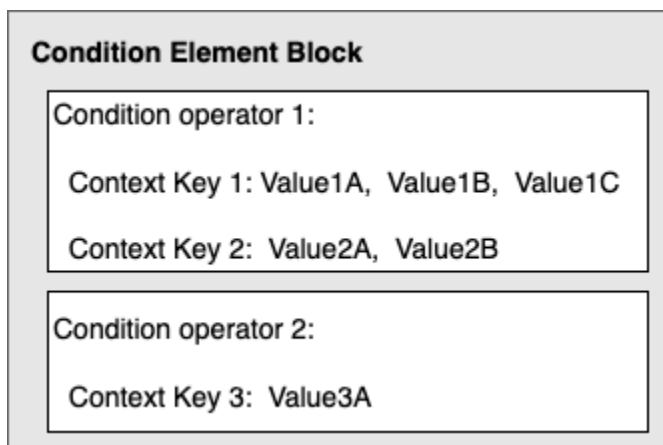 Condition Element Block
Condition operator 1:
Context Key 1: Value1A, Value1B, Value1C
Context Key 2: Value2A, Value2B
Condition operator 2:
Context Key 3: Value3A